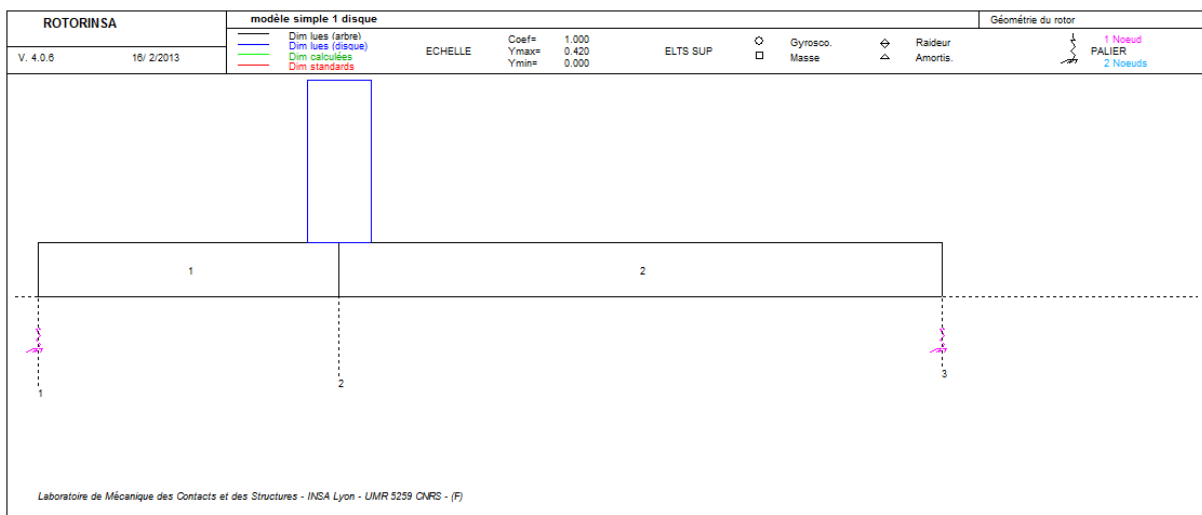 ROTORINSA
V. 4.0.6 16/ 2/2013
modèle simple 1 disque
Géométrie du rotor
Dim lues (arbre)
Dim lues (disque)
Dim calculées
Dim standards
ECHELLE
Coef= 1.000
Ymax= 0.420
Ymin= 0.000
ELTS SUP
Gyrosco.
Masse
Raideur
Amortis.
1 Noeud
PALIER
2 Noeuds
1
2
1
2
3
Laboratoire de Mécanique des Contacts et des Structures - INSA Lyon - UMR 5259 CNRS - (F)